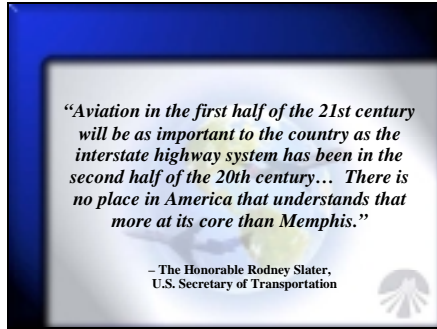 “Aviation in the first half of the 21st century
will be as important to the country as the
interstate highway system has been in the
second half of the 20th century… There is
no place in America that understands that
more at its core than Memphis.”
– The Honorable Rodney Slater,
U.S. Secretary of Transportation